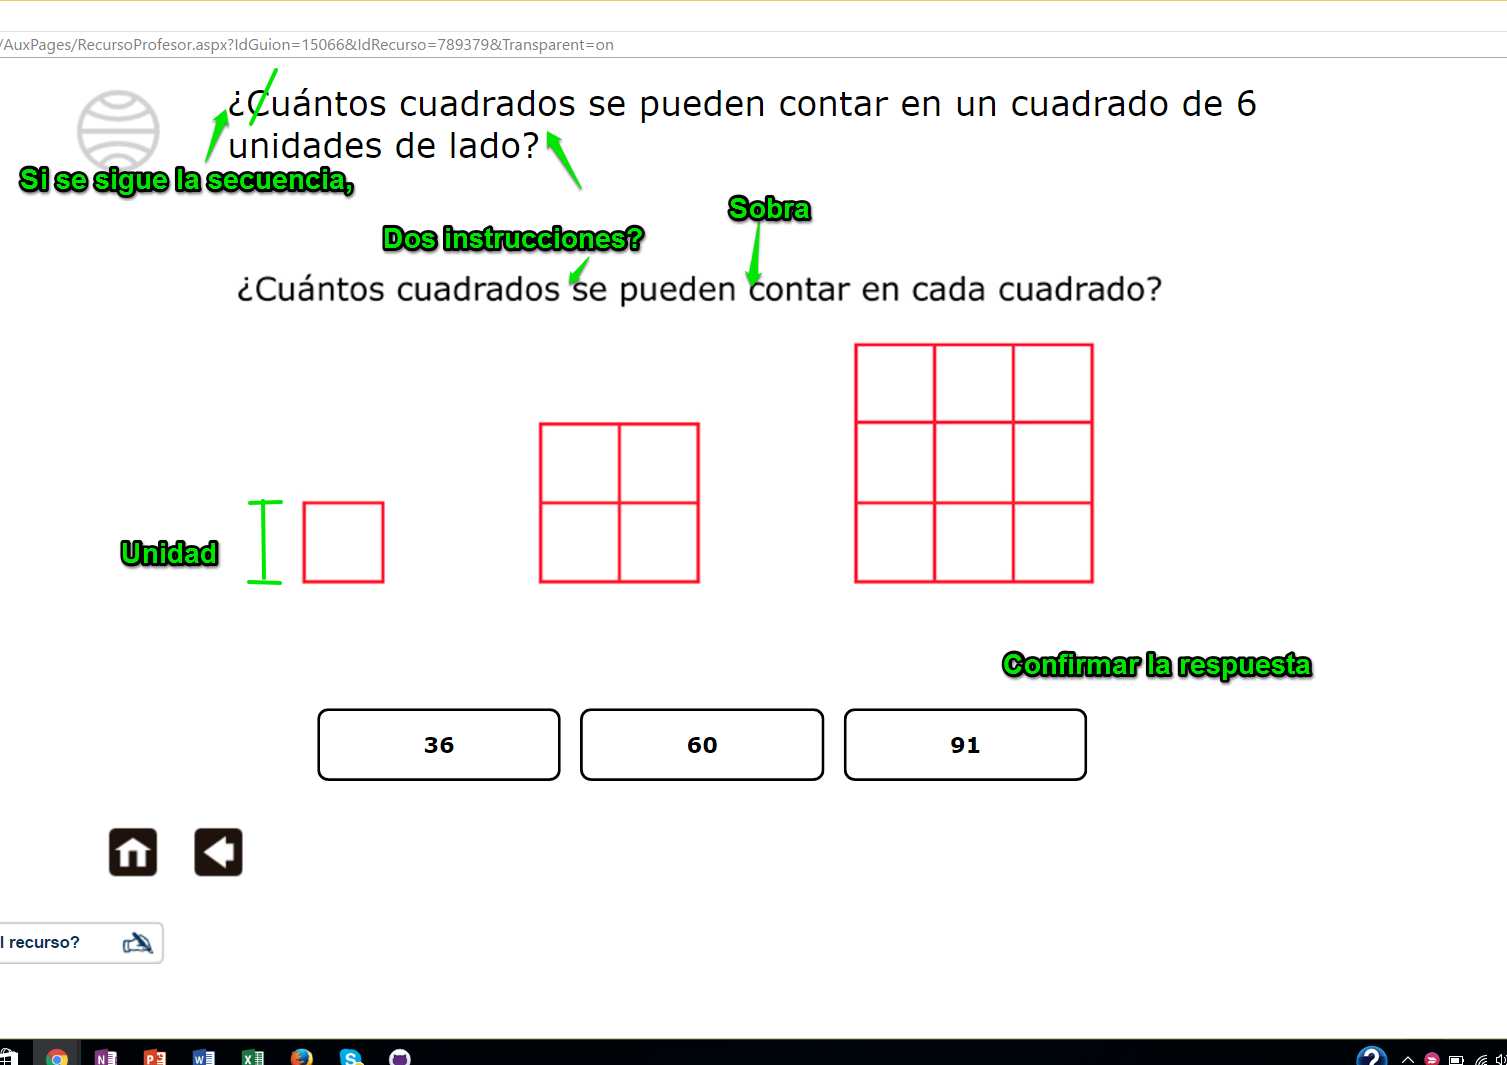 /AuxPages/RecursoProfesor.aspx?IdGuion=15066&IdRecurso=789379&Transparent=on
¿Cuántos cuadrados se pueden contar en un cuadrado de 6
unidades de lado?
Si se sigue la secuencia,
Sobra
Dos instrucciones?
¿Cuántos cuadrados se pueden contar en cada cuadrado?
Unidad
Confirmar la respuesta
36 60 91
l recurso?